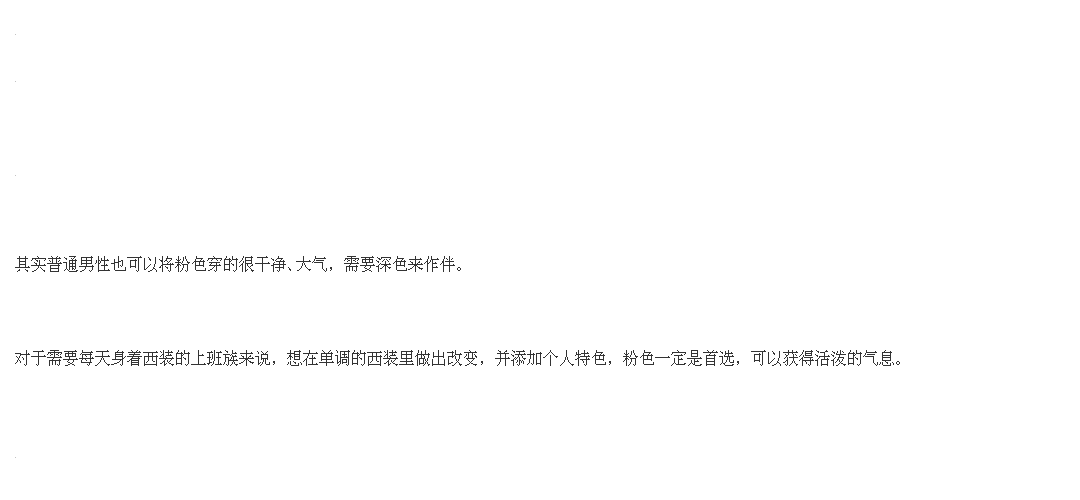 其实普通男性也可以将粉色穿的很干净、大气，需要深色来作伴。
对于需要每天身着西装的上班族来说，想在单调的西装里做出改变，并添加个人特色，粉色一定是首选，可以获得活泼的气息。